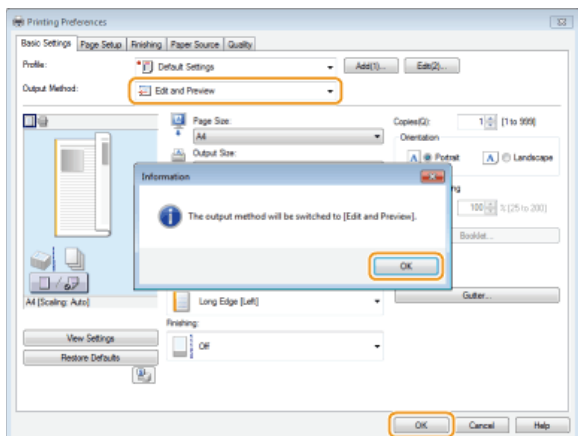 Printing Preferences
Basic Settings Page Setup Finishing Paper Source Quality
Profile: Default Settings Add(1)... Edit(2)...
Output Method: Edit and Preview
Page Size: Copies(Q): 1 [1 to 999]
A4 Orientation
Output Size: A Portrait A Landscape
Information
ng
100 % [25 to 200]
The output method will be switched to [Edit and Preview].
Booklet...
OK
A4 [Scaling: Auto] Long Edge [Left] Gutter...
Finishing:
View Settings Off
Restore Defaults
OK Cancel Help